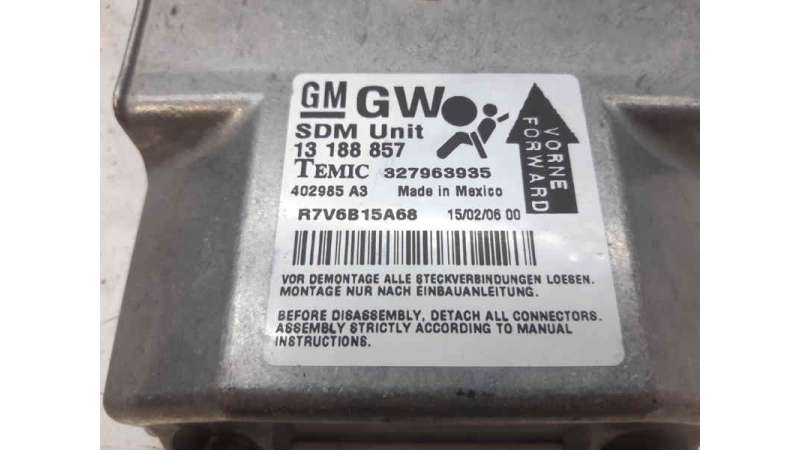 GM GW
SDM Unit
13 188 857
TEMIC 327963935
402985 A3 Made in Mexico
R7V6B15A68 15/02/06 00
VORNE
FORWARD
VOR DEMONTAGE ALLE STECKVERBINDUNGEN LOESEN.
MONTAGE NUR NACH EINBAUANLEITUNG.
BEFORE DISASSEMBLY, DETACH ALL CONNECTORS.
ASSEMBLY STRICTLY ACCORDING TO MANUAL
INSTRUCTIONS.